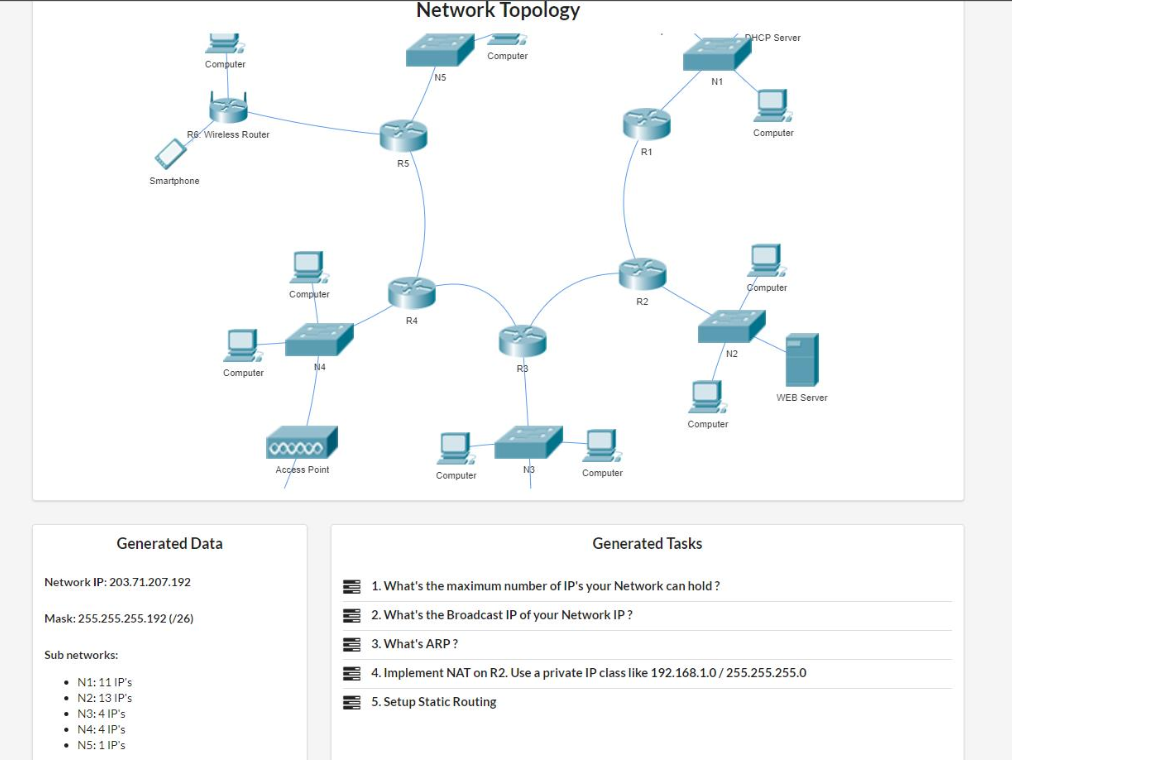 Network Topology
DHCP Server
Computer
Computer
N5
N1
Computer
R6: Wireless Router
R5
R1
Smartphone
Computer
Computer
R2
R4
N2
Computer
N4
R3
WEB Server
Computer
Access Point
Computer
N3
Computer
Generated Data
Network IP: 203.71.207.192
Mask: 255.255.255.192 (/26)
Sub networks:
N1: 11 IP's
N2: 13 IP's
N3: 4 IP's
N4: 4 IP's
N5: 1 IP's
Generated Tasks
1. What's the maximum number of IP's your Network can hold ?
2. What's the Broadcast IP of your Network IP ?
3. What's ARP ?
4. Implement NAT on R2. Use a private IP class like 192.168.1.0 / 255.255.255.0
5. Setup Static Routing